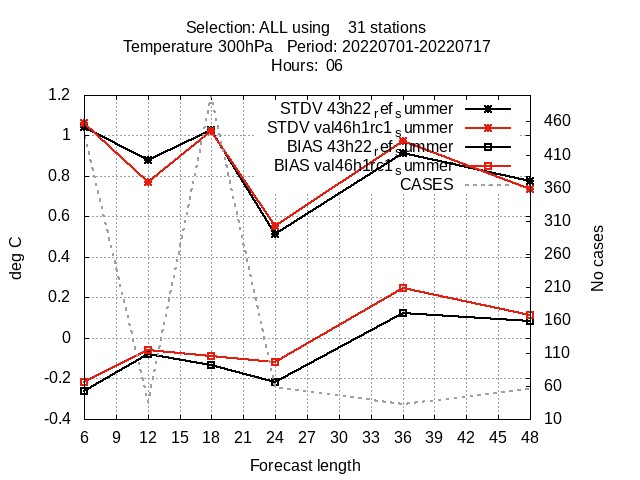 Selection: ALL using 31 stations
Temperature 300hPa Period: 20220701-20220717
Hours: 06
STDV 43h22_ref_summer
STDV val46h1rc1_summer
BIAS 43h22_ref_summer
BIAS val46h1rc1_summer
CASES
deg C
1.2
1
0.8
0.6
0.4
0.2
0
-0.2
-0.4
460
410
360
310
260
210
160
110
60
10
No cases
6 9 12 15 18 21 24 27 30 33 36 39 42 45 48
Forecast length